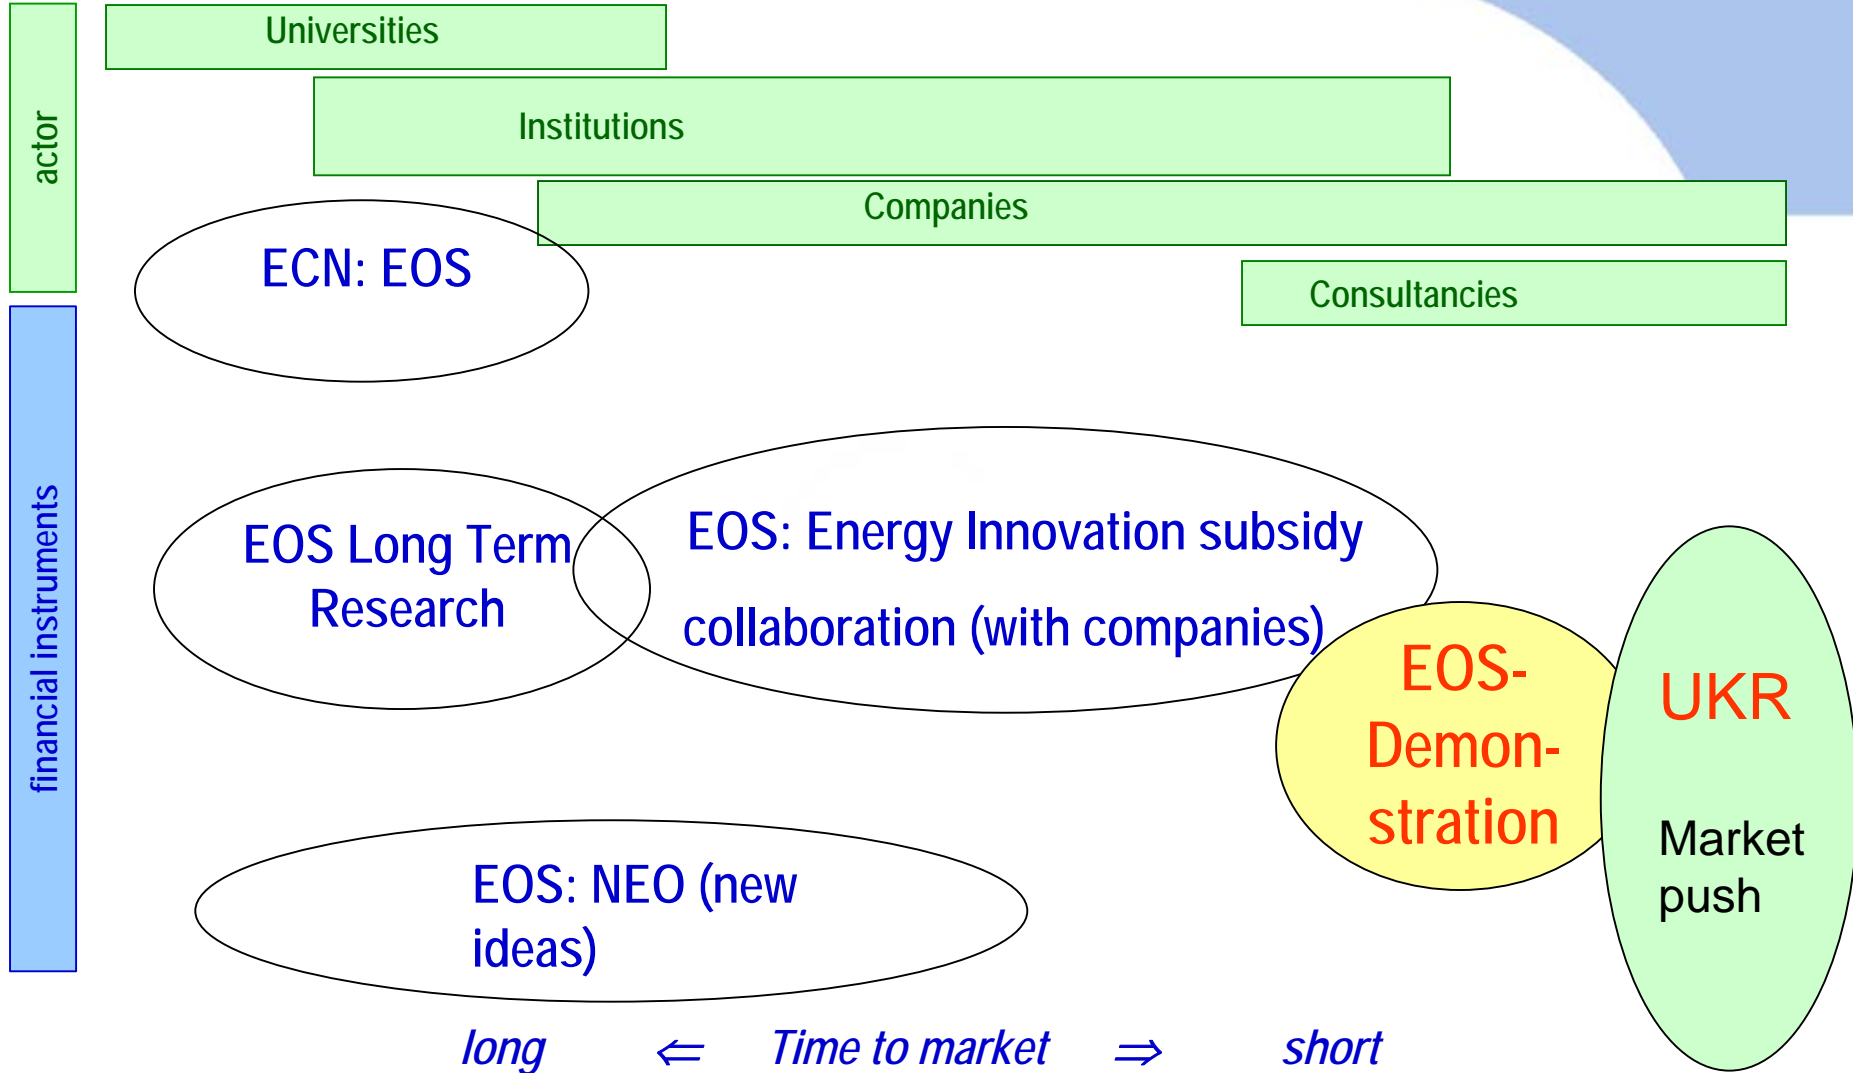 actor
Universities
Institutions
Companies
Consultancies
ECN: EOS
financial instruments
EOS Long Term
Research
EOS: Energy Innovation subsidy
collaboration (with companies)
EOS-
Demon-
stration
UKR
Market
push
EOS: NEO (new
ideas)
long ⇐ Time to market ⇒ short